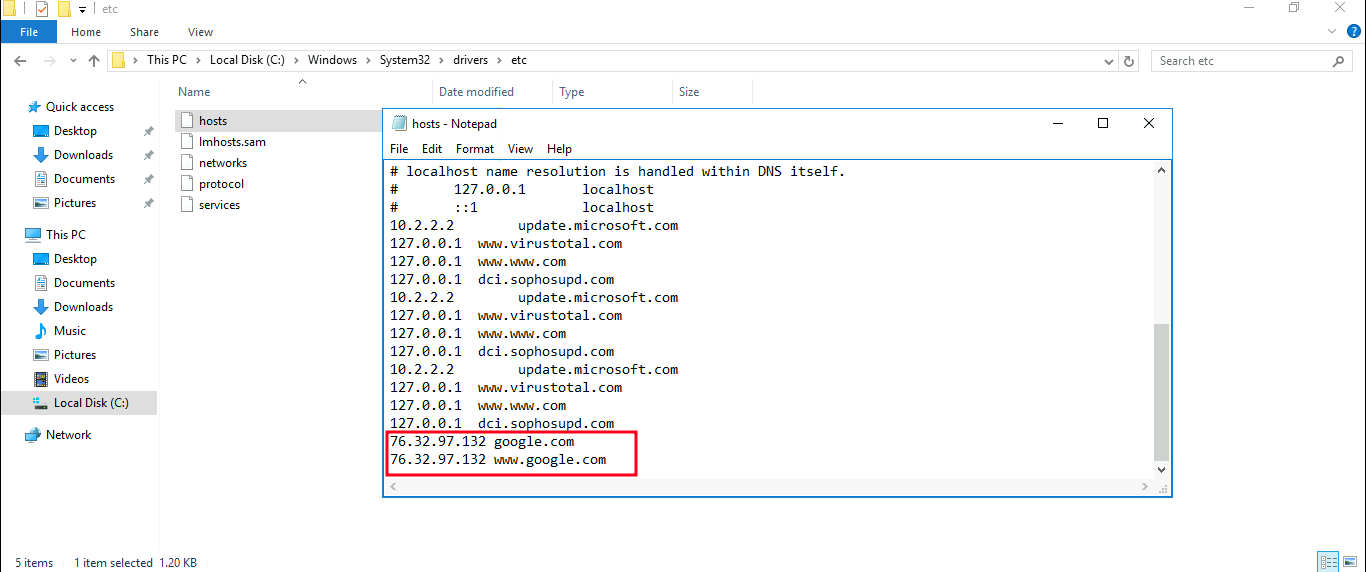 etc
File Home Share View
This PC Local Disk (C:) Windows System32 drivers etc
Search etc
Name Date modified Type Size
Quick access
Desktop
Downloads
Documents
Pictures
This PC
Desktop
Documents
Downloads
Music
Pictures
Videos
Local Disk (C:)
Network
hosts
lmhosts.sam
networks
protocol
services
hosts - Notepad
File Edit Format View Help
# localhost name resolution is handled within DNS itself.
# 127.0.0.1 localhost
# ::1 localhost
10.2.2.2 update.microsoft.com
127.0.0.1 www.virustotal.com
127.0.0.1 www.www.com
127.0.0.1 dci.sophosupd.com
10.2.2.2 update.microsoft.com
127.0.0.1 www.virustotal.com
127.0.0.1 www.www.com
127.0.0.1 dci.sophosupd.com
10.2.2.2 update.microsoft.com
127.0.0.1 www.virustotal.com
127.0.0.1 www.www.com
127.0.0.1 dci.sophosupd.com
76.32.97.132 google.com
76.32.97.132 www.google.com
5 items 1 item selected 1.20 KB